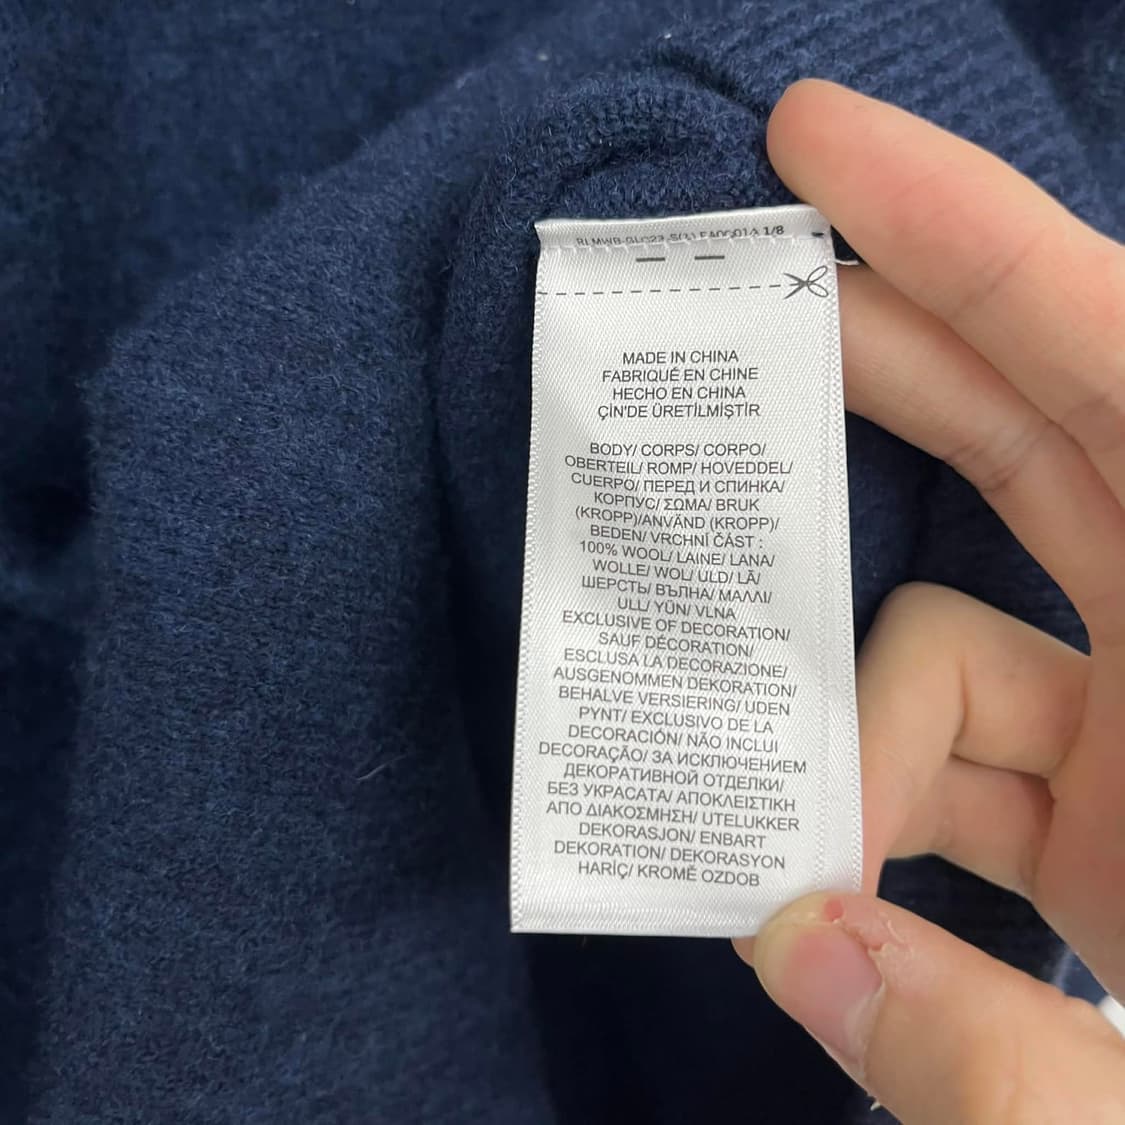 1/8
MADE IN CHINA
FABRIQUÉ EN CHINE
HECHO EN CHINA
ÇİN'DE ÜRETİLMİŞTİR
BODY/ CORPS/ CORPO/
OBERTEIL/ ROMP/ HOVEDDEL/
CUERPO/ ПЕРЕД И СПИНКА/
КОРПУС/ ΣΩΜΑ/ BRUK
(KROPP)/ANVÄND (KROPP)/
BEDEN/ VRCHNÍ ČÁST :
100% WOOL/ LAINE/ LANA/
WOLLE/ WOL/ ULD/ LÃ/
ШЕРСТЬ/ ВЪЛНА/ ΜΑΛΛΙ/
ULL/ YÜN/ VLNA
EXCLUSIVE OF DECORATION/
SAUF DÉCORATION/
ESCLUSA LA DECORAZIONE/
AUSGENOMMEN DEKORATION/
BEHALVE VERSIERING/ UDEN
PYNT/ EXCLUSIVO DE LA
DECORACIÓN/ NÃO INCLUI
DECORAÇÃO/ ЗА ИСКЛЮЧЕНИЕМ
ДЕКОРАТИВНОЙ ОТДЕЛКИ/
БЕЗ УКРАСАТА/ ΑΠΟΚΛΕΙΣΤΙΚΗ
ΑΠΟ ΔΙΑΚΟΣΜΗΣΗ/ UTELUKKER
DEKORASJON/ ENBART
DEKORATION/ DEKORASYON
HARİÇ/ KROMĚ OZDOB